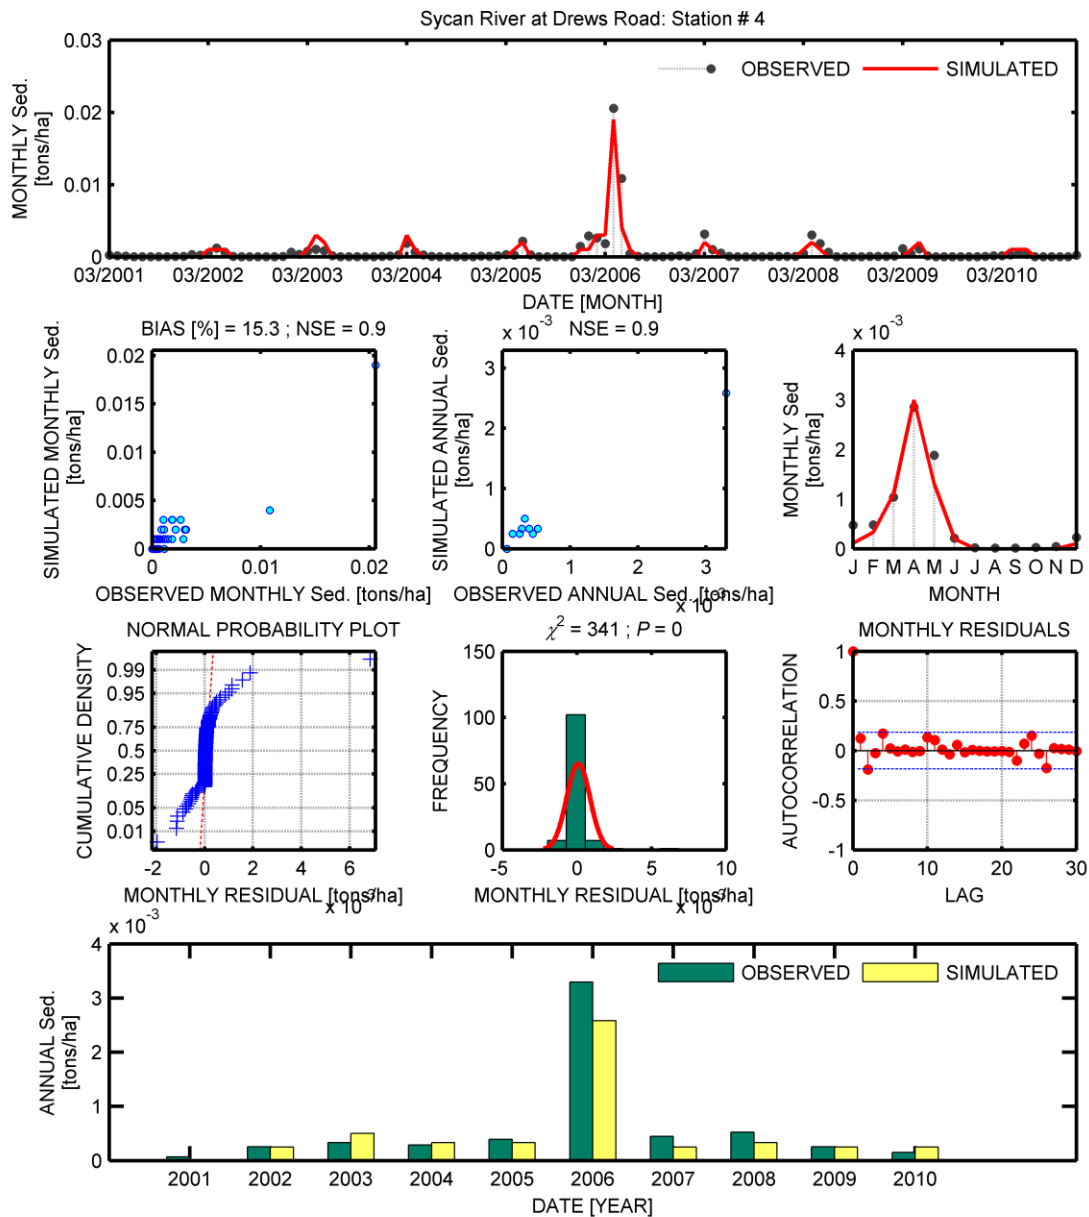 Sycan River at Drews Road: Station # 4
MONTHLY Sed.
[tons/ha]
0.03
0.02
0.01
0
OBSERVED
SIMULATED
03/2001
03/2002
03/2003
03/2004
03/2005
03/2006
03/2007
03/2008
03/2009
03/2010
DATE [MONTH]
BIAS [%] = 15.3 ; NSE = 0.9
SIMULATED MONTHLY Sed.
[tons/ha]
0.02
0.015
0.01
0.005
0
0
0.01
0.02
OBSERVED MONTHLY Sed. [tons/ha]
x 10⁻³
NSE = 0.9
SIMULATED ANNUAL Sed.
[tons/ha]
3
2
1
0
0
1
2
3
OBSERVED ANNUAL Sed. [tons/ha]
x 10⁻³
x 10⁻³
MONTHLY Sed
[tons/ha]
4
3
2
1
0
J F M A M J J A S O N D
MONTH
NORMAL PROBABILITY PLOT
CUMULATIVE DENSITY
0.99
0.95
0.75
0.5
0.25
0.05
0.01
-2
0
2
4
6
MONTHLY RESIDUAL [tons/ha]
x 10⁻³
χ² = 341 ; P = 0
FREQUENCY
150
100
50
0
-5
0
5
10
MONTHLY RESIDUAL [tons/ha]
x 10⁻³
MONTHLY RESIDUALS
AUTOCORRELATION
1
0.5
0
-0.5
-1
0
10
20
30
LAG
x 10⁻³
ANNUAL Sed.
[tons/ha]
4
3
2
1
0
OBSERVED
SIMULATED
2001
2002
2003
2004
2005
2006
2007
2008
2009
2010
DATE [YEAR]